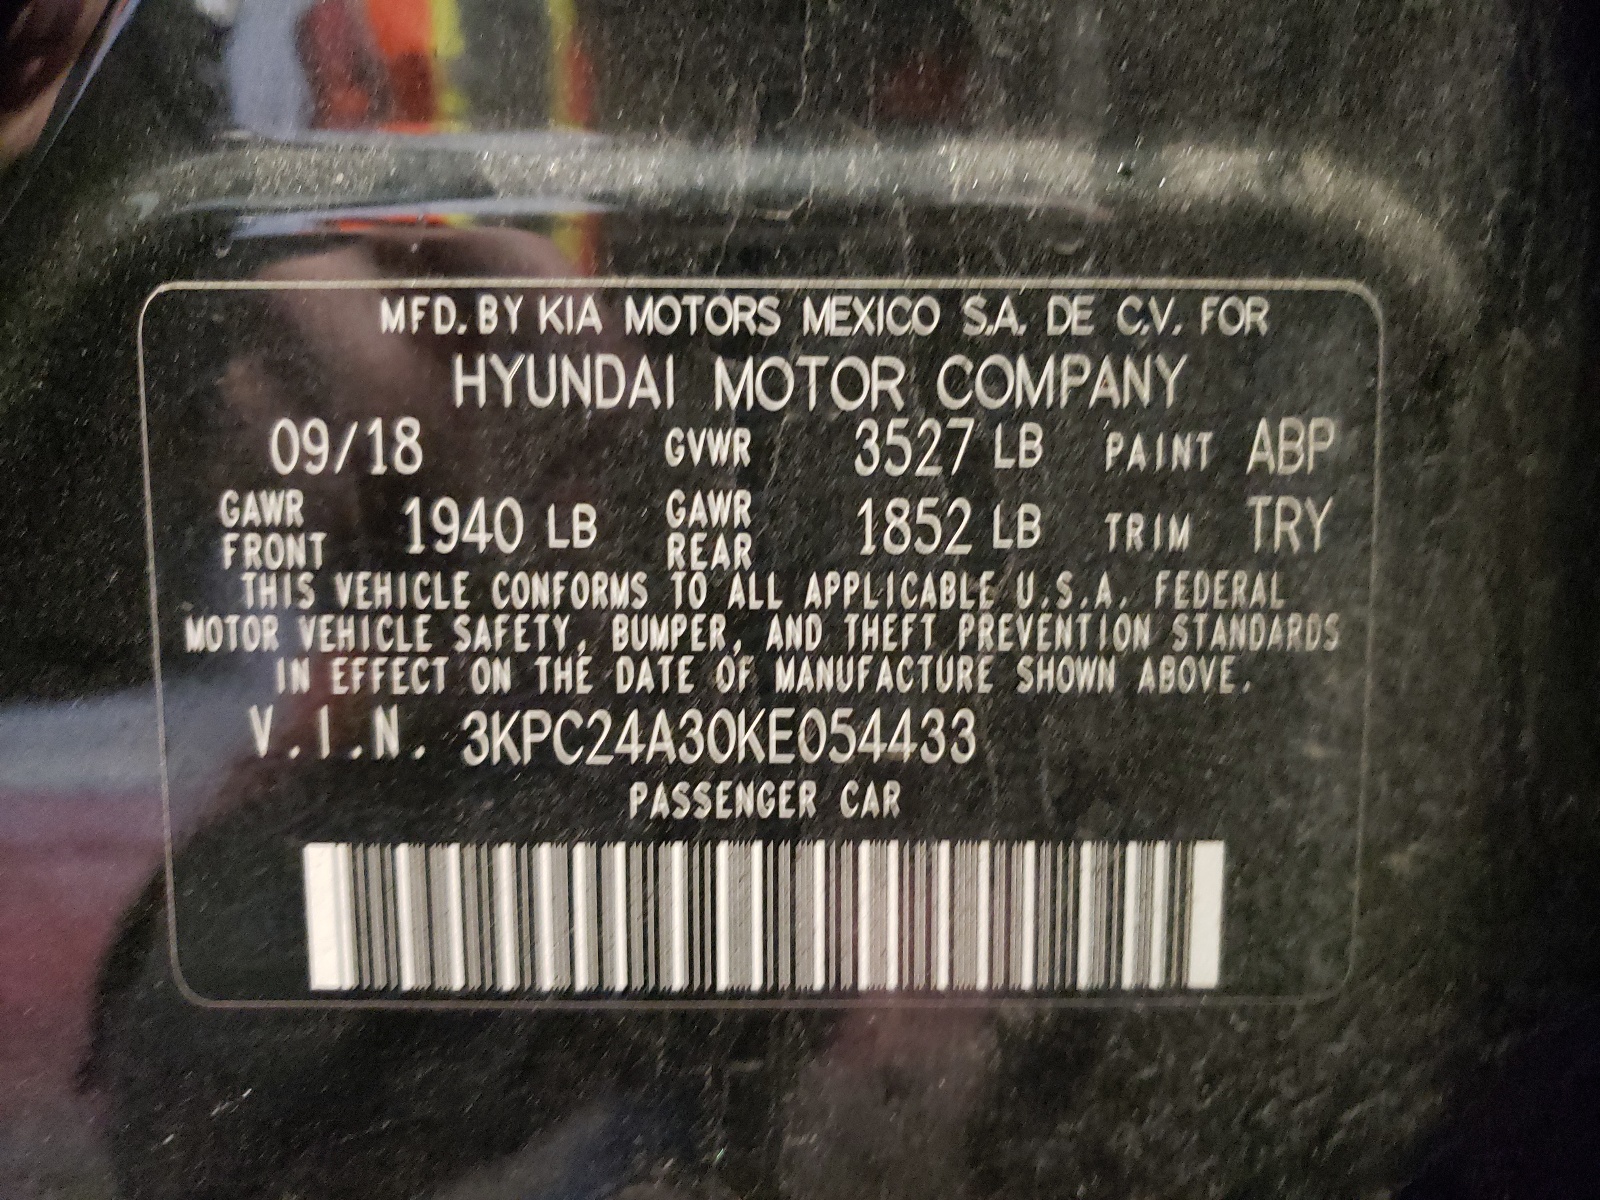 MFD. BY KIA MOTORS MEXICO S.A. DE C.V. FOR
HYUNDAI MOTOR COMPANY
09/18 GVWR 3527 LB PAINT ABP
GAWR FRONT 1940 LB GAWR REAR 1852 LB TRIM TRY
THIS VEHICLE CONFORMS TO ALL APPLICABLE U.S.A. FEDERAL
MOTOR VEHICLE SAFETY, BUMPER, AND THEFT PREVENTION STANDARDS
IN EFFECT ON THE DATE OF MANUFACTURE SHOWN ABOVE.
V.I.N. 3KPC24A30KE054433
PASSENGER CAR